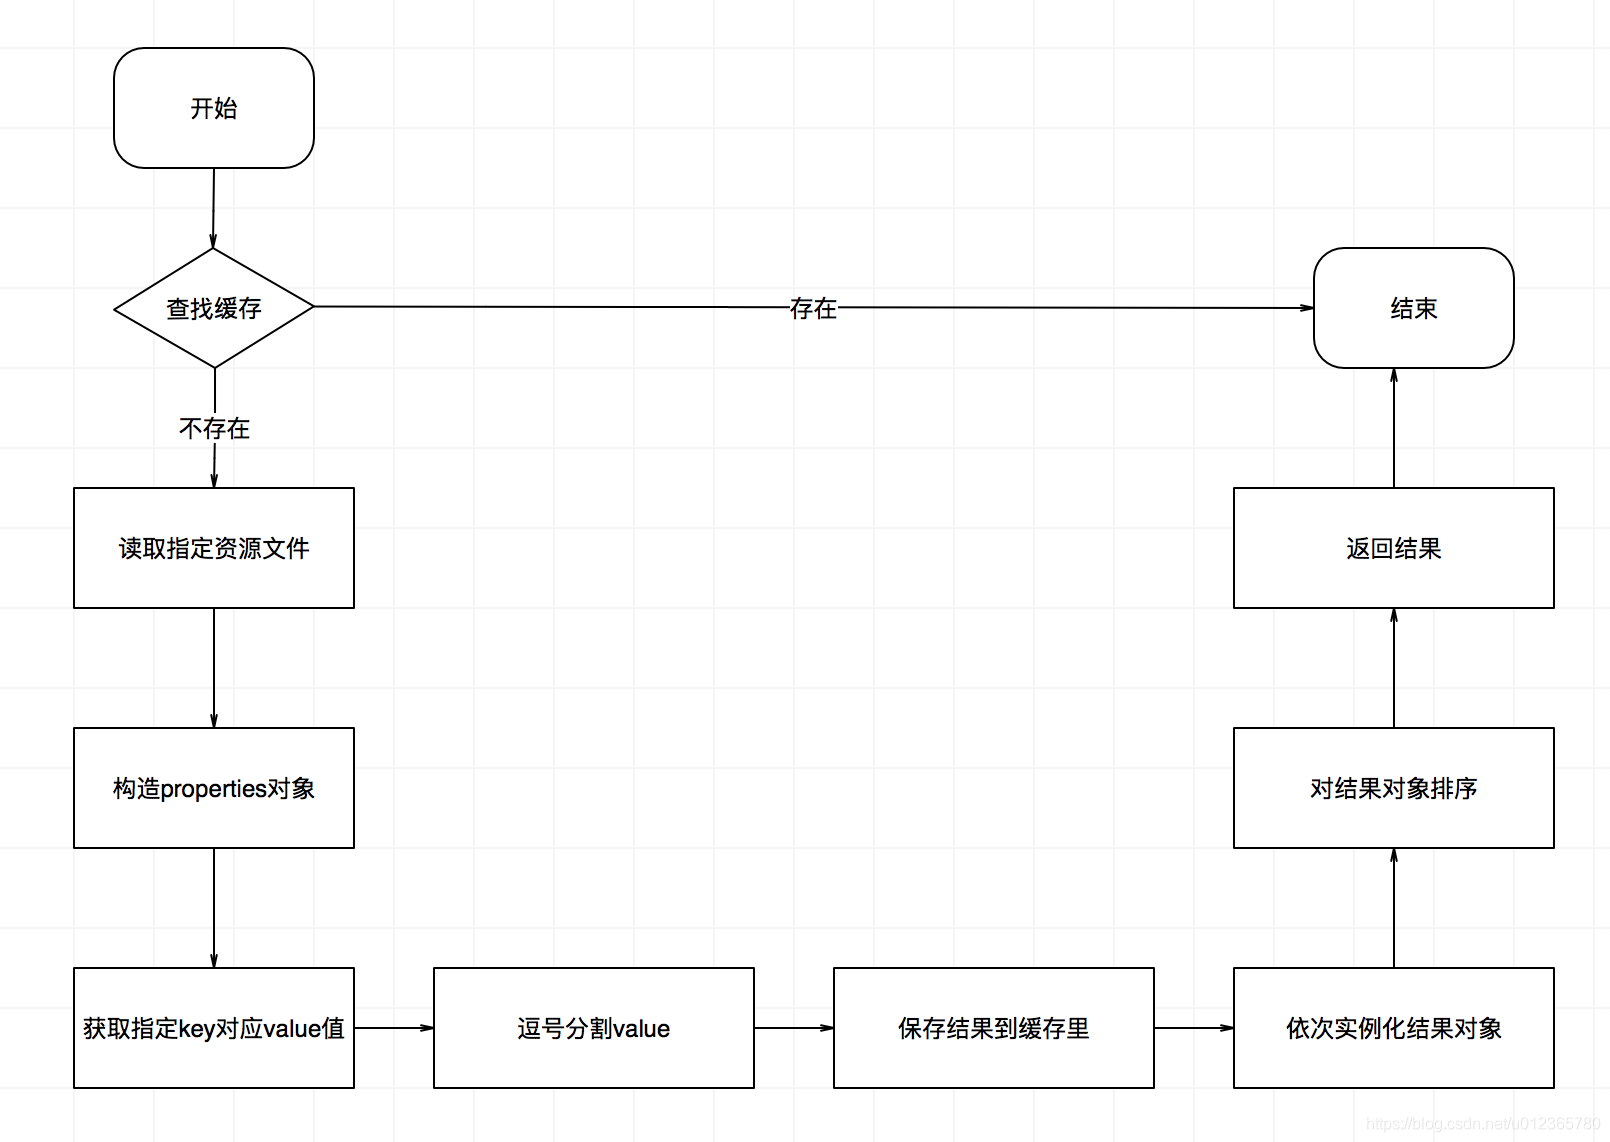 开始
查找缓存
存在
结束
不存在
读取指定资源文件
返回结果
构造properties对象
对结果对象排序
获取指定key对应value值
逗号分割value
保存结果到缓存里
依次实例化结果对象
https://blog.csdn.net/u012365780